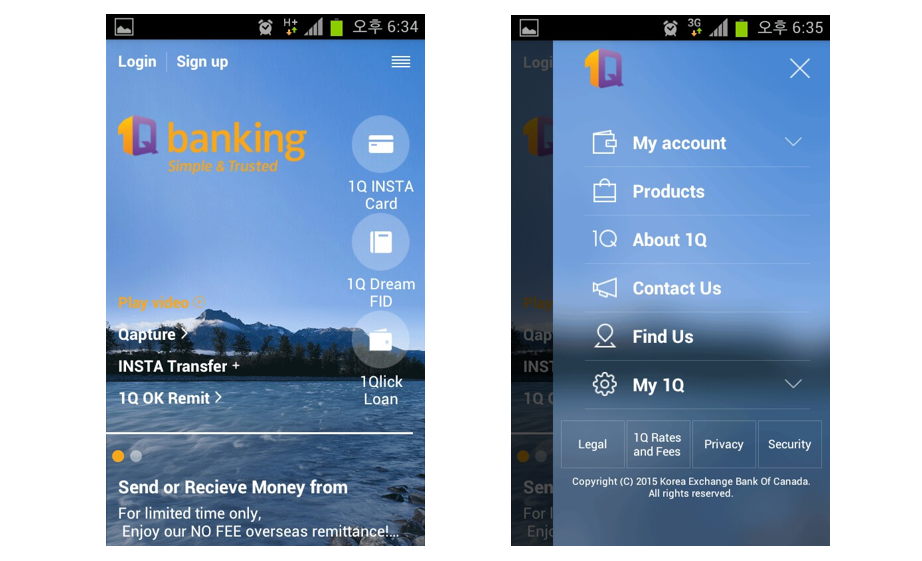 H+
오후 6:34
Login
Sign up
1Q banking
Simple & Trusted
1Q INSTA
Card
1Q Dream
FID
1Qlick
Loan
Play video
Qapture >
INSTA Transfer +
1Q OK Remit >
Send or Recieve Money from
For limited time only,
Enjoy our NO FEE overseas remittance!...
3G
오후 6:35
Logi
1Q
My account
Products
1Q
About 1Q
Contact Us
Find Us
My 1Q
Play
Qap
INS
1Q
Legal
1Q Rates
and Fees
Privacy
Security
Copyright (C) 2015 Korea Exchange Bank Of Canada.
All rights reserved.
Sen
For l
Enj